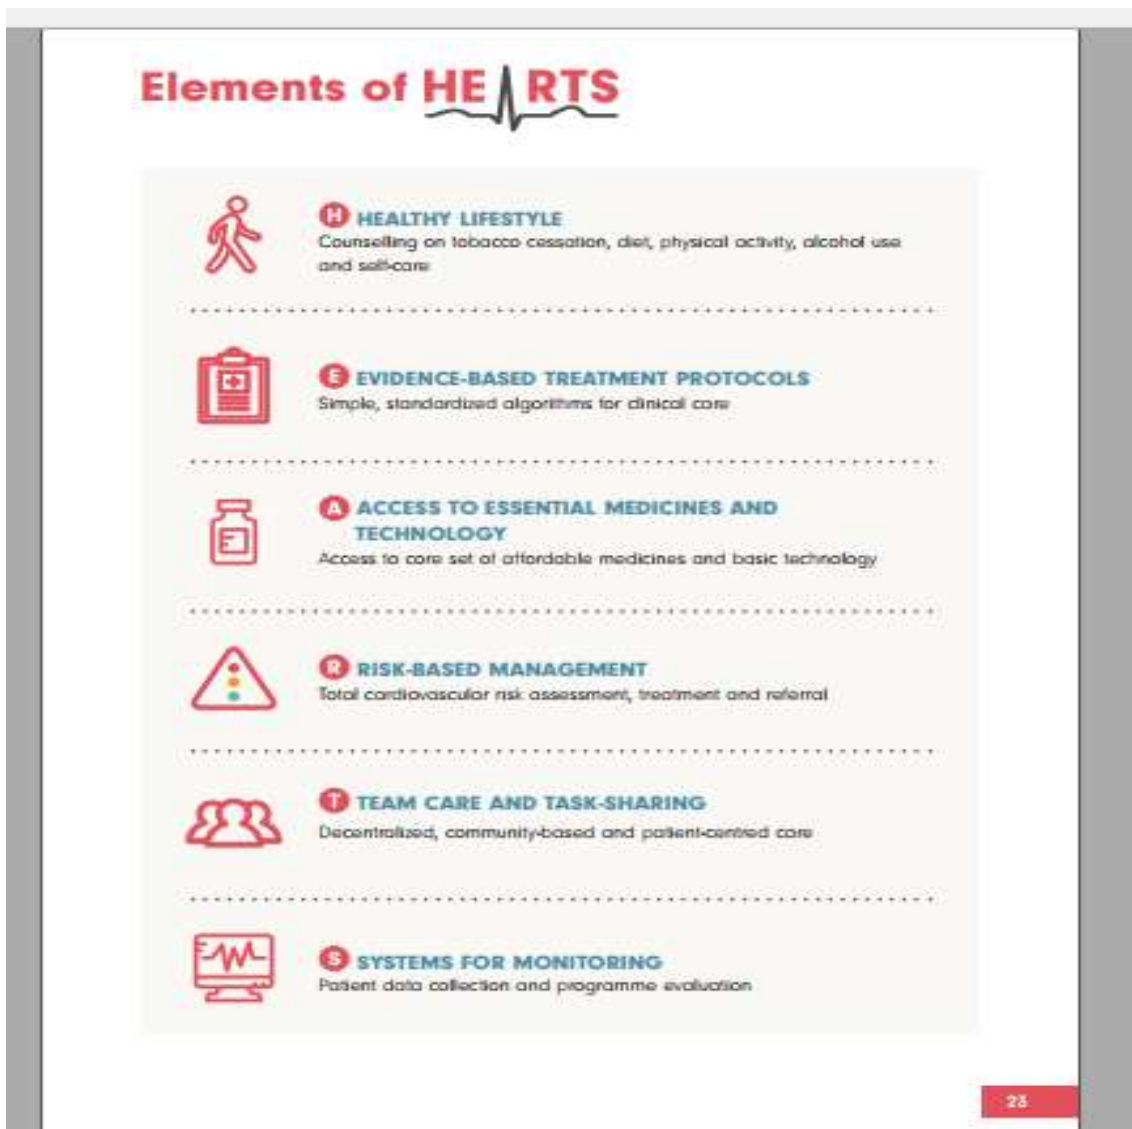 Elements of HEARTS
H HEALTHY LIFESTYLE
Counselling on tobacco cessation, diet, physical activity, alcohol use
and self-care
E EVIDENCE-BASED TREATMENT PROTOCOLS
Simple, standardized algorithms for clinical care
A ACCESS TO ESSENTIAL MEDICINES AND
TECHNOLOGY
Access to core set of affordable medicines and basic technology
R RISK-BASED MANAGEMENT
Total cardiovascular risk assessment, treatment and referral
T TEAM CARE AND TASK-SHARING
Decentralized, community-based and patient-centred care
S SYSTEMS FOR MONITORING
Patient data collection and programme evaluation
23